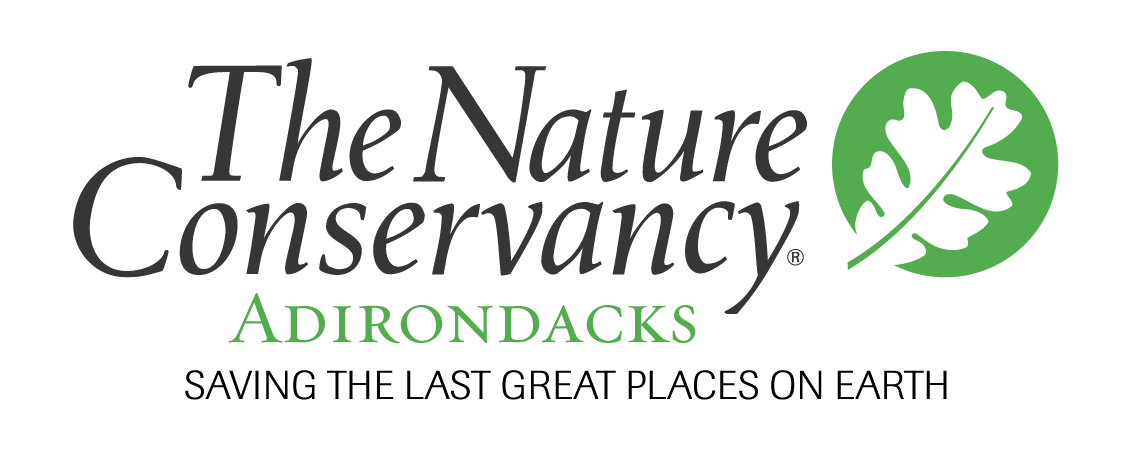 The Nature
Conservancy®
ADIRONDACKS
SAVING THE LAST GREAT PLACES ON EARTH